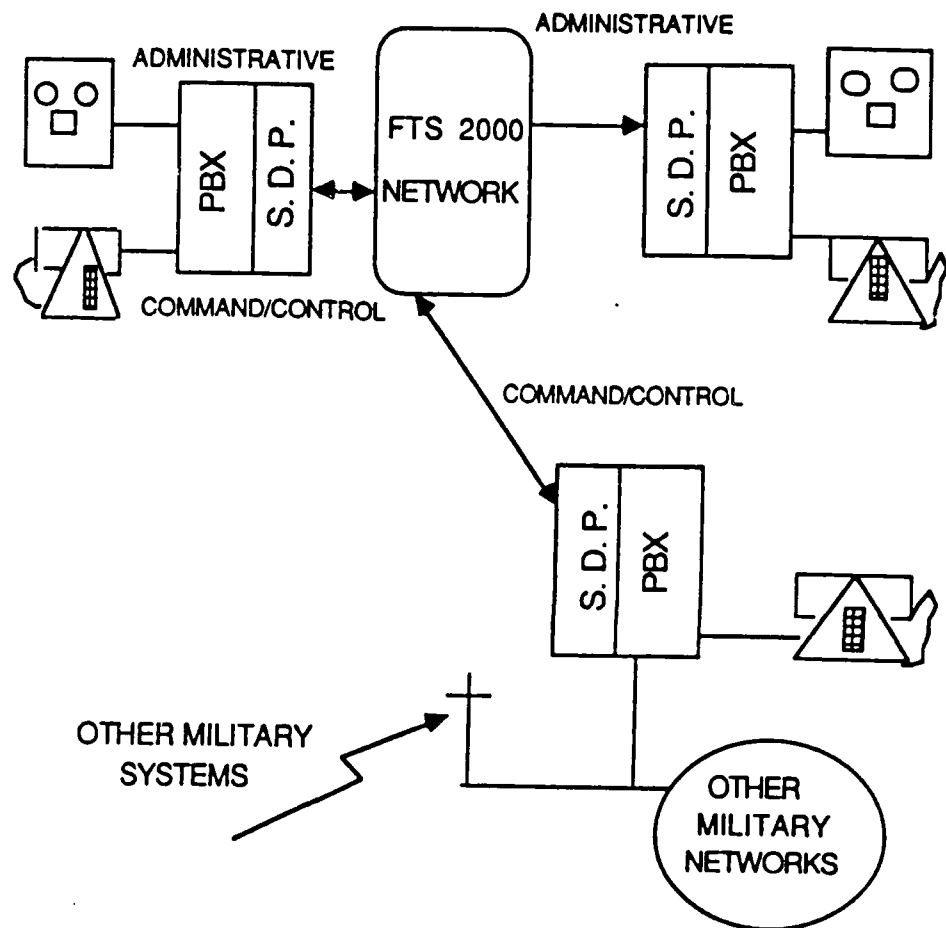 ADMINISTRATIVE
ADMINISTRATIVE
PBX
S. D. P.
FTS 2000
NETWORK
S. D. P.
PBX
COMMAND/CONTROL
COMMAND/CONTROL
S. D. P.
PBX
OTHER MILITARY
SYSTEMS
OTHER
MILITARY
NETWORKS